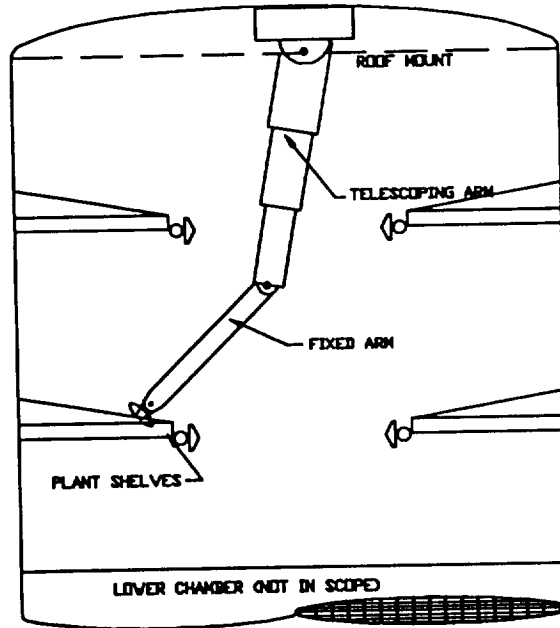 ROOF MOUNT
TELESCOPING ARM
FIXED ARM
PLANT SHELVES
LOWER CHAMBER (NOT IN SCOPE)